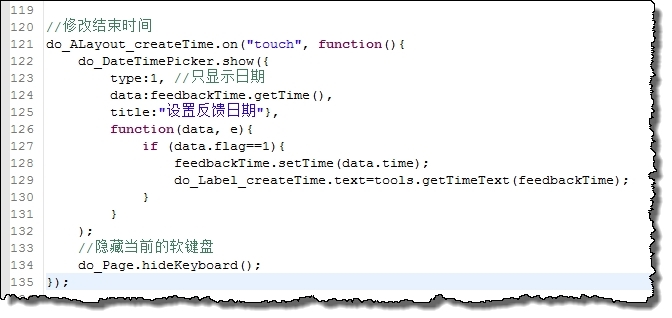 119
120 //修改结束时间
121 do_ALayout_createTime.on("touch", function(){
122     do_DateTimePicker.show({
123         type:1, //只显示日期
124         data:feedbackTime.getTime(),
125         title:"设置反馈日期"},
126         function(data, e){
127             if (data.flag==1){
128                 feedbackTime.setTime(data.time);
129                 do_Label_createTime.text=tools.getTimeText(feedbackTime);
130             }
131         }
132     );
133     //隐藏当前的软键盘
134     do_Page.hideKeyboard();
135 });